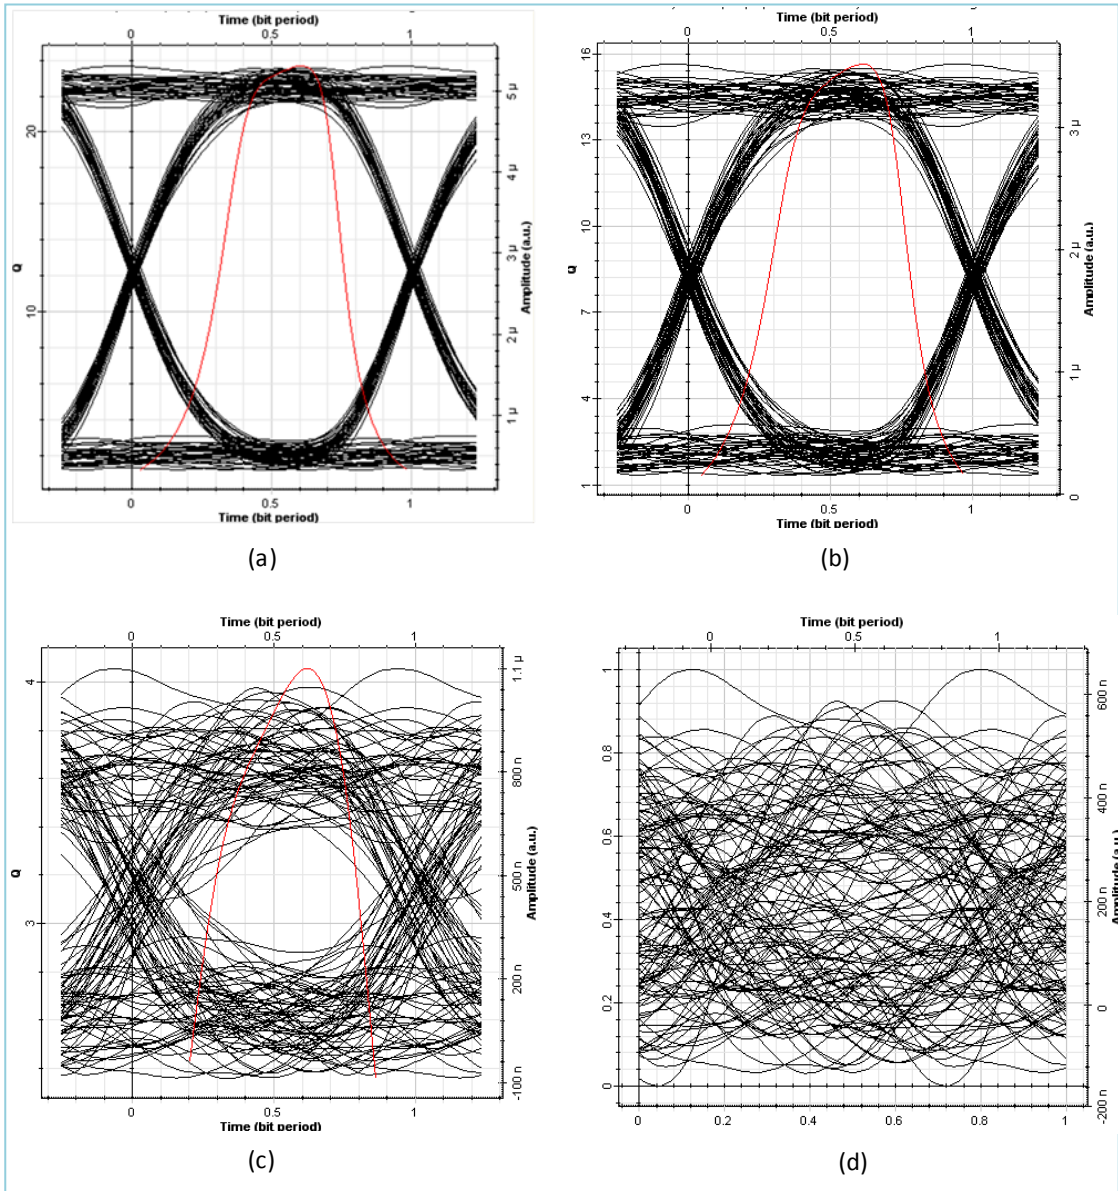 Time (bit period)
0 0.5 1
20
10
Q
5 µ
4 µ
3 µ
2 µ
1 µ
Amplitude (a.u.)
0 0.5 1
Time (bit period)
(a)
Time (bit period)
0 0.5 1
16
13
10
7
4
1
Q
3 µ
2 µ
1 µ
0
Amplitude (a.u.)
0 0.5 1
Time (bit period)
(b)
Time (bit period)
0 0.5 1
4
3
Q
1.1 µ
800 n
500 n
200 n
-100 n
Amplitude (a.u.)
0 0.5 1
Time (bit period)
(c)
Time (bit period)
0 0.5 1
1
0.8
0.6
0.4
0.2
0
600 n
400 n
200 n
0
-200 n
Amplitude (a.u.)
0 0.2 0.4 0.6 0.8 1
(d)